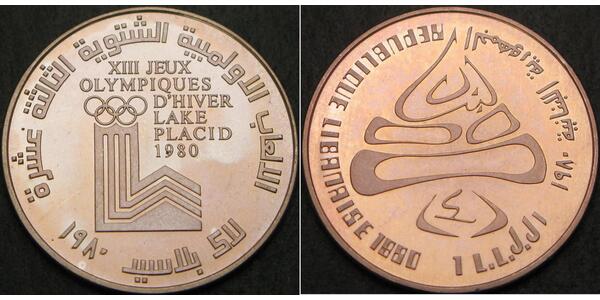 الألعاب الاولمبية الشتوية الثالثة عشرة
XIII JEUX
OLYMPIQUES
D'HIVER
LAKE
PLACID
1980
لايك بلاسيد
١٩٨٠
REPUBLIQUE LIBANAISE 1980
1 L.L.
١٩٨٠